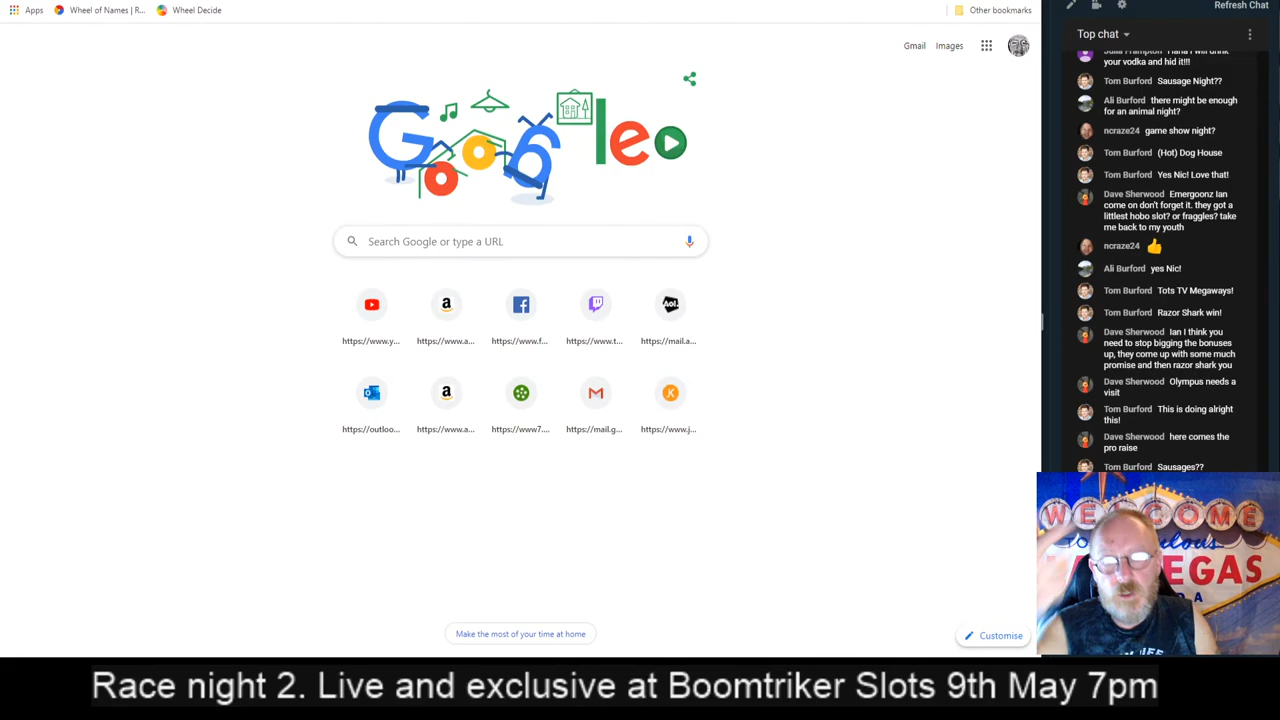 Apps Wheel of Names | R... Wheel Decide Other bookmarks
Gmail Images
Search Google or type a URL
https://www.y... https://www.a... https://www.f... https://www.t... https://mail.a...
https://outloo... https://www.a... https://www7.... https://mail.g... https://www.j...
Make the most of your time at home
Customise
Refresh Chat
Top chat
your vodka and hid it!!!
Tom Burford Sausage Night??
Ali Burford there might be enough
for an animal night?
ncraze24 game show night?
Tom Burford (Hot) Dog House
Tom Burford Yes Nic! Love that!
Dave Sherwood Emergoonz Ian
come on don't forget it. they got a
littlest hobo slot? or fraggles? take
me back to my youth
ncraze24 👍
Ali Burford yes Nic!
Tom Burford Tots TV Megaways!
Tom Burford Razor Shark win!
Dave Sherwood Ian I think you
need to stop bigging the bonuses
up, they come up with some much
promise and then razor shark you
Dave Sherwood Olympus needs a
visit
Tom Burford This is doing alright
this!
Dave Sherwood here comes the
pro raise
Tom Burford Sausages??
WELCOME
Race night 2. Live and exclusive at Boomtriker Slots 9th May 7pm